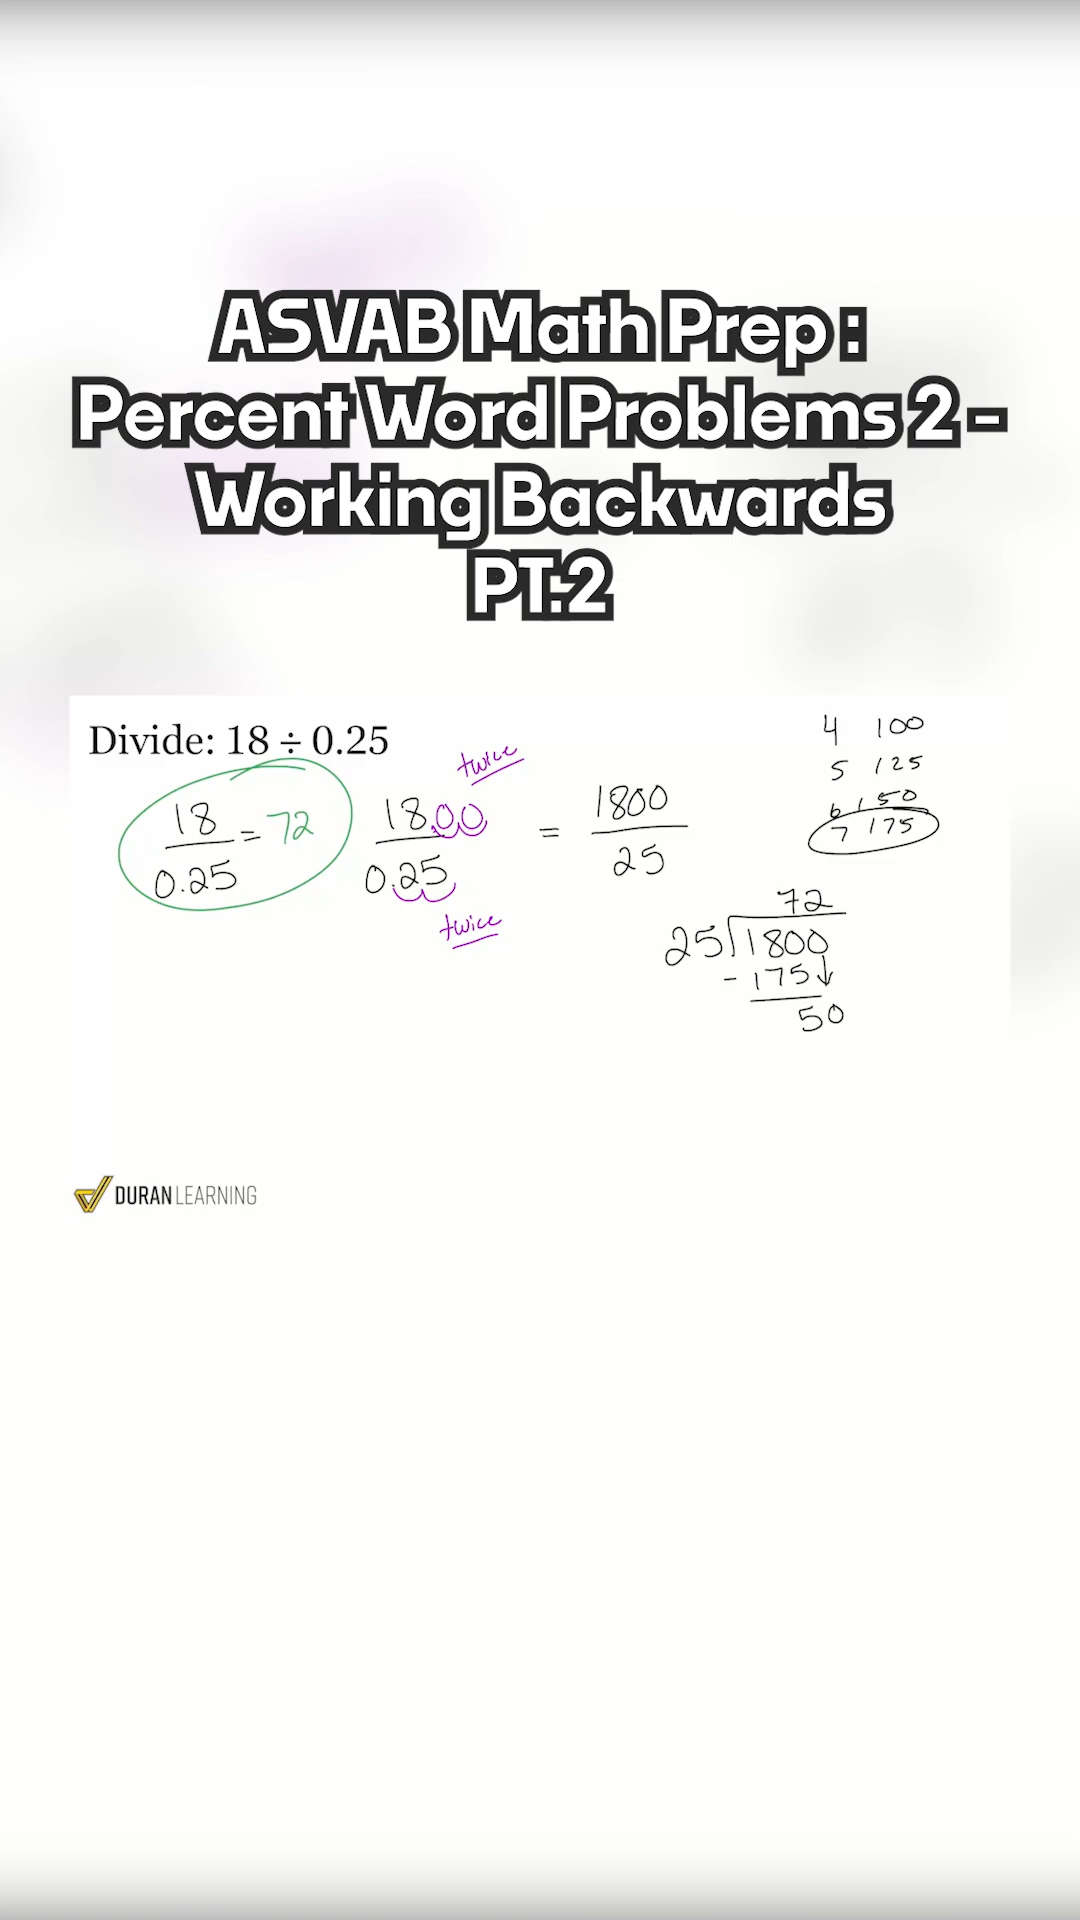 ASVAB Math Prep :
Percent Word Problems 2 -
Working Backwards
PT.2
Divide: 18 ÷ 0.25
18
0.25
= 72
twice
18.00
0.25
twice
=
1800
25
4 100
5 125
6 150
7 175
72
25 1800
- 175
50
DURAN LEARNING